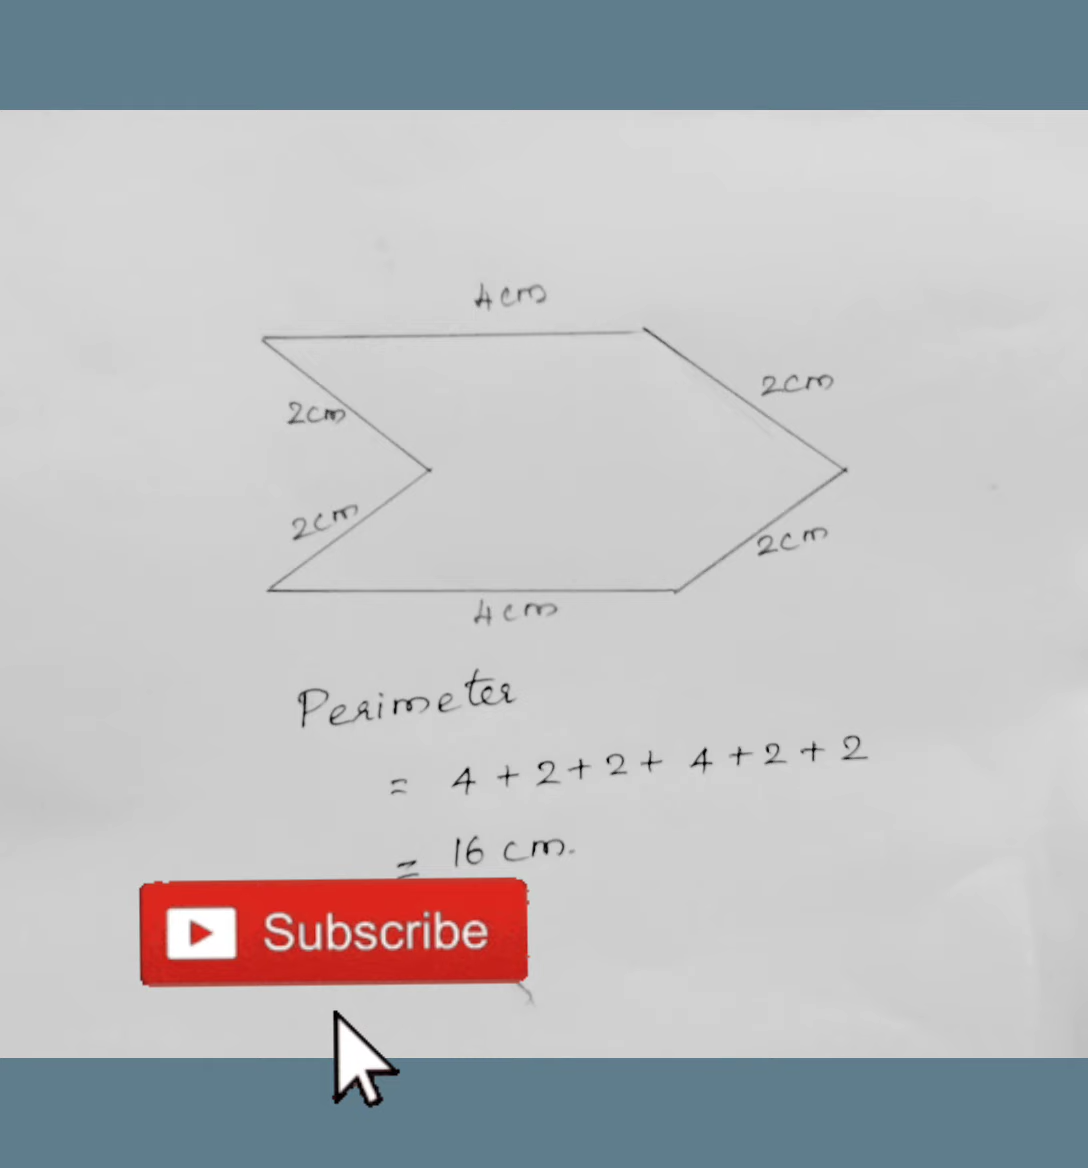 4cm
2cm
2cm
2cm
2cm
4cm
Perimeter
= 4 + 2 + 2 + 4 + 2 + 2
= 16 cm.
Subscribe